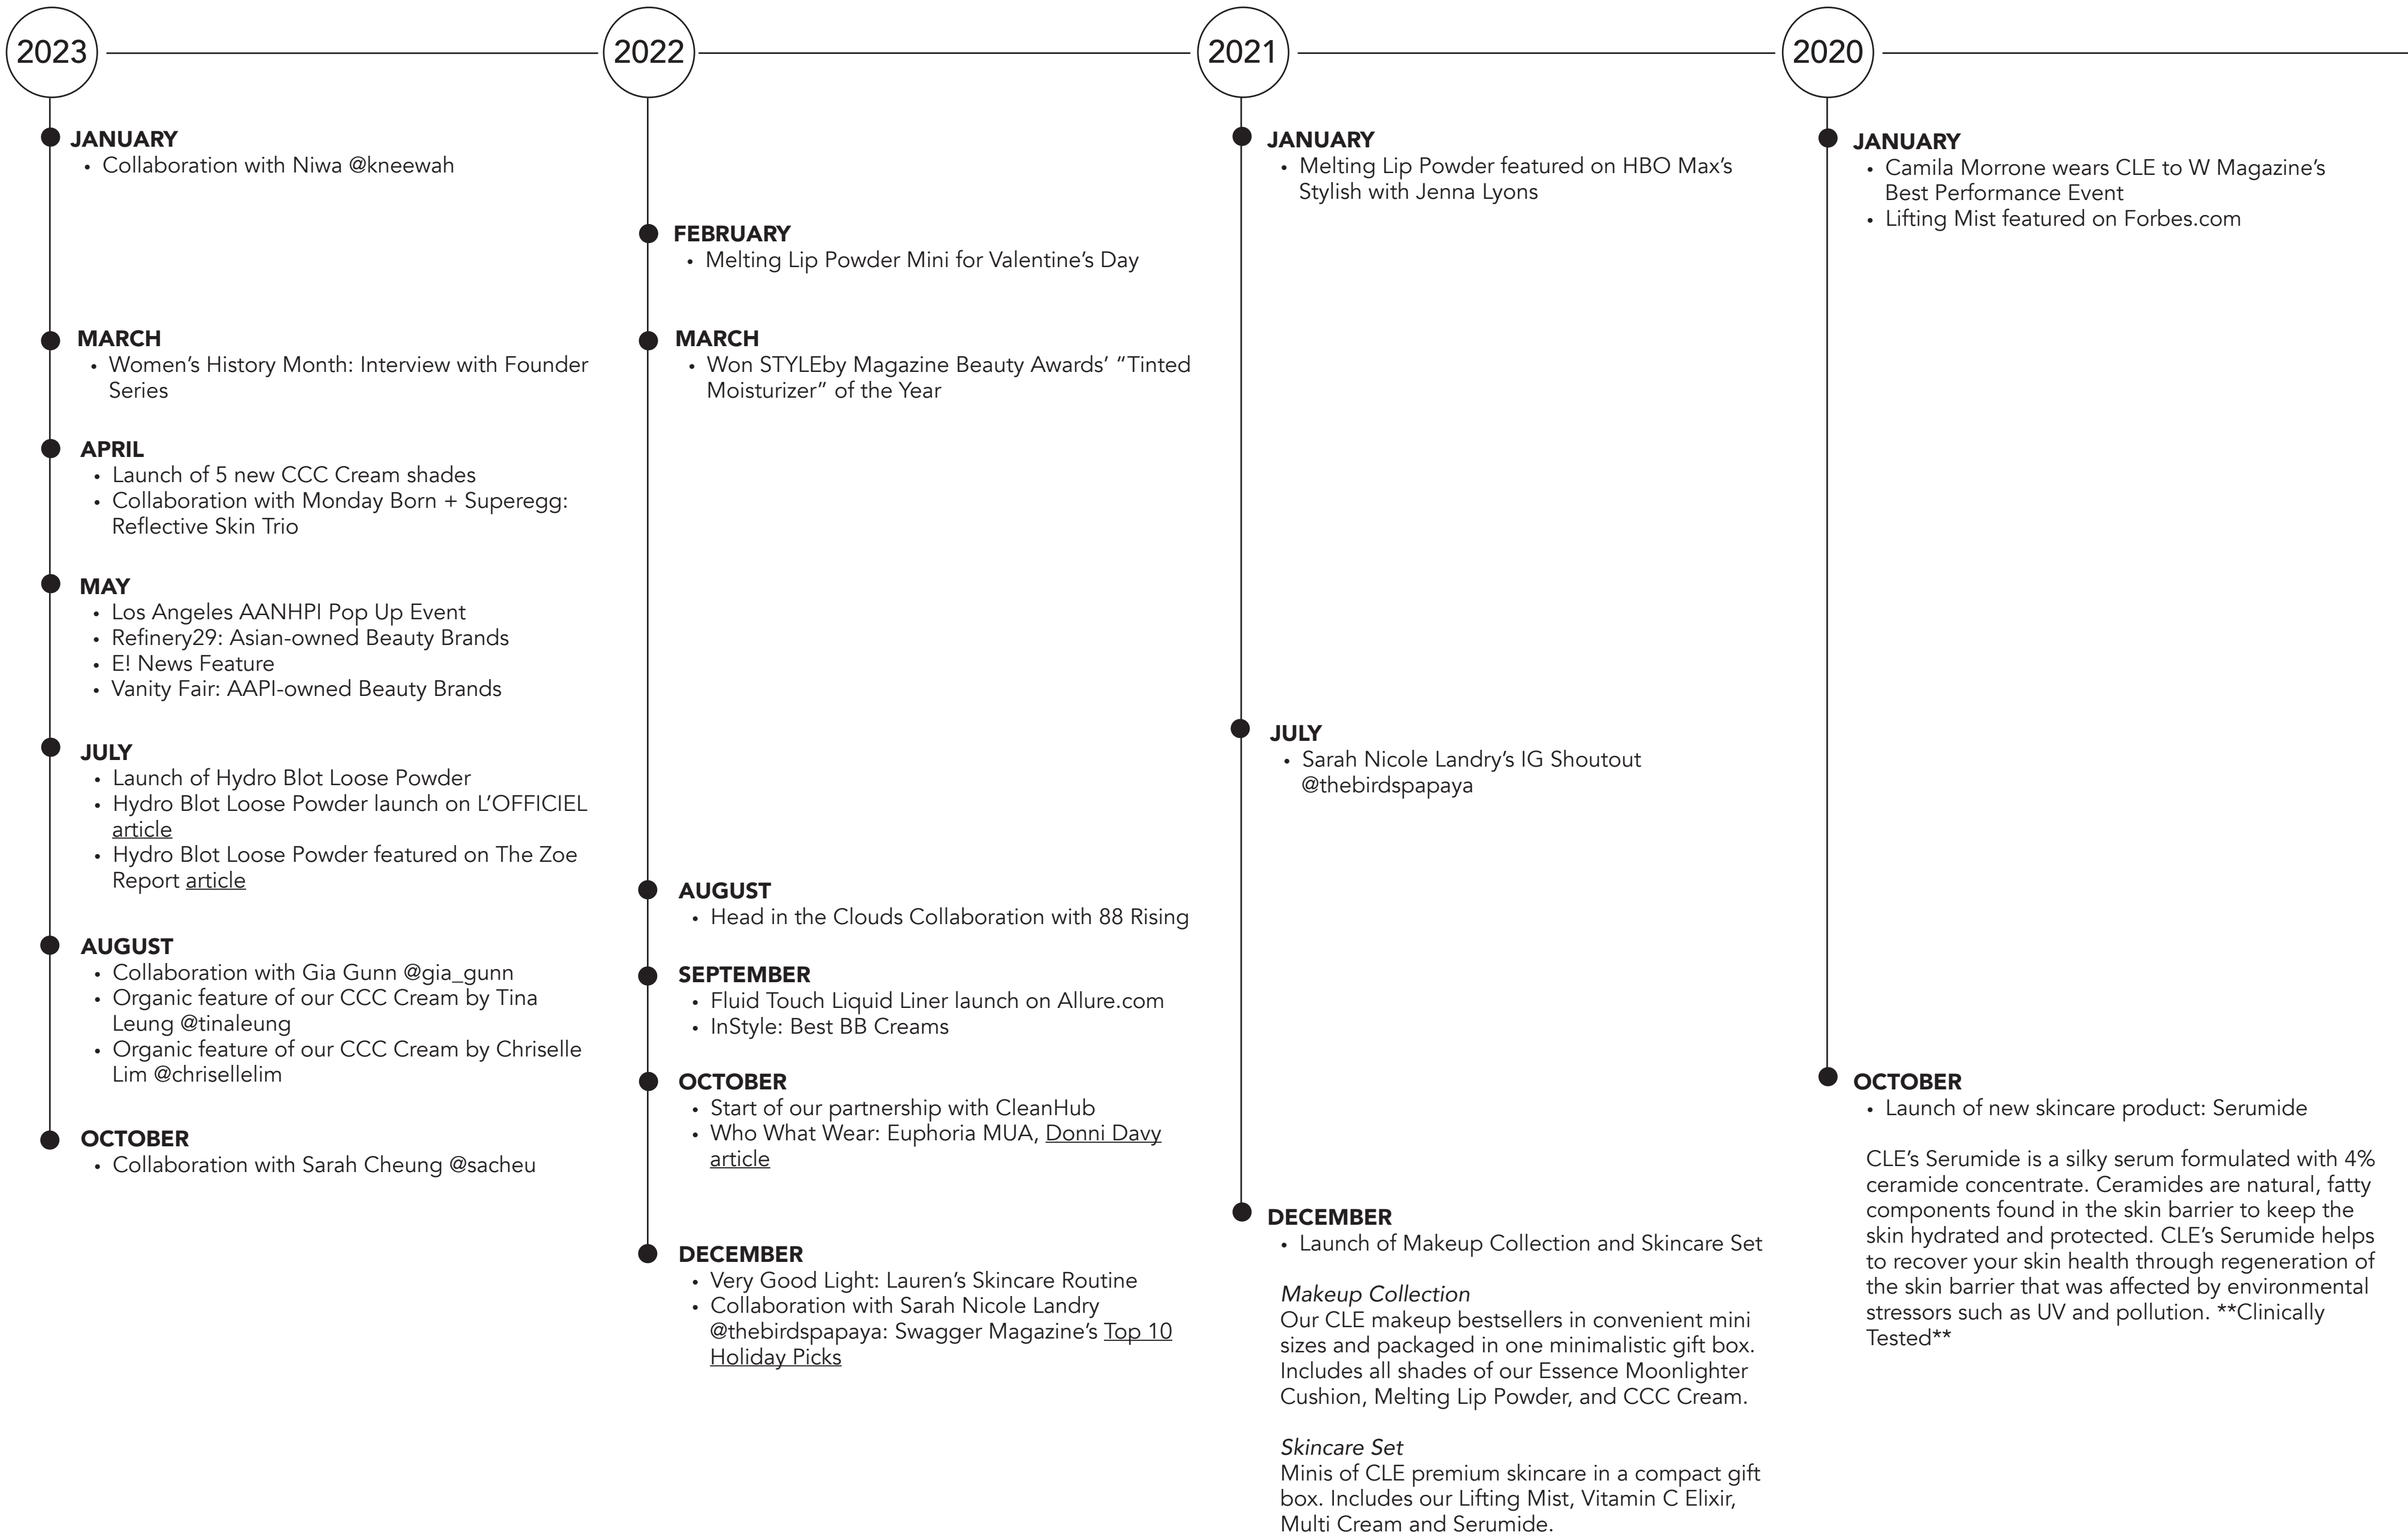 2023
JANUARY
• Collaboration with Niwa @kneewah
MARCH
• Women’s History Month: Interview with Founder
Series
APRIL
• Launch of 5 new CCC Cream shades
• Collaboration with Monday Born + Superegg:
Reflective Skin Trio
MAY
• Los Angeles AANHPI Pop Up Event
• Refinery29: Asian-owned Beauty Brands
• E! News Feature
• Vanity Fair: AAPI-owned Beauty Brands
JULY
• Launch of Hydro Blot Loose Powder
• Hydro Blot Loose Powder launch on L’OFFICIEL
article
• Hydro Blot Loose Powder featured on The Zoe
Report article
AUGUST
• Collaboration with Gia Gunn @gia_gunn
• Organic feature of our CCC Cream by Tina
Leung @tinaleung
• Organic feature of our CCC Cream by Chriselle
Lim @chrisellelim
OCTOBER
• Collaboration with Sarah Cheung @sacheu
2022
FEBRUARY
• Melting Lip Powder Mini for Valentine’s Day
MARCH
• Won STYLEby Magazine Beauty Awards’ “Tinted
Moisturizer” of the Year
AUGUST
• Head in the Clouds Collaboration with 88 Rising
SEPTEMBER
• Fluid Touch Liquid Liner launch on Allure.com
• InStyle: Best BB Creams
OCTOBER
• Start of our partnership with CleanHub
• Who What Wear: Euphoria MUA, Donni Davy
article
DECEMBER
• Very Good Light: Lauren’s Skincare Routine
• Collaboration with Sarah Nicole Landry
@thebirdspapaya: Swagger Magazine’s Top 10
Holiday Picks
2021
JANUARY
• Melting Lip Powder featured on HBO Max’s
Stylish with Jenna Lyons
JULY
• Sarah Nicole Landry’s IG Shoutout
@thebirdspapaya
DECEMBER
• Launch of Makeup Collection and Skincare Set
Makeup Collection
Our CLE makeup bestsellers in convenient mini
sizes and packaged in one minimalistic gift box.
Includes all shades of our Essence Moonlighter
Cushion, Melting Lip Powder, and CCC Cream.
Skincare Set
Minis of CLE premium skincare in a compact gift
box. Includes our Lifting Mist, Vitamin C Elixir,
Multi Cream and Serumide.
2020
JANUARY
• Camila Morrone wears CLE to W Magazine’s
Best Performance Event
• Lifting Mist featured on Forbes.com
OCTOBER
• Launch of new skincare product: Serumide
CLE’s Serumide is a silky serum formulated with 4%
ceramide concentrate. Ceramides are natural, fatty
components found in the skin barrier to keep the
skin hydrated and protected. CLE’s Serumide helps
to recover your skin health through regeneration of
the skin barrier that was affected by environmental
stressors such as UV and pollution. **Clinically
Tested**